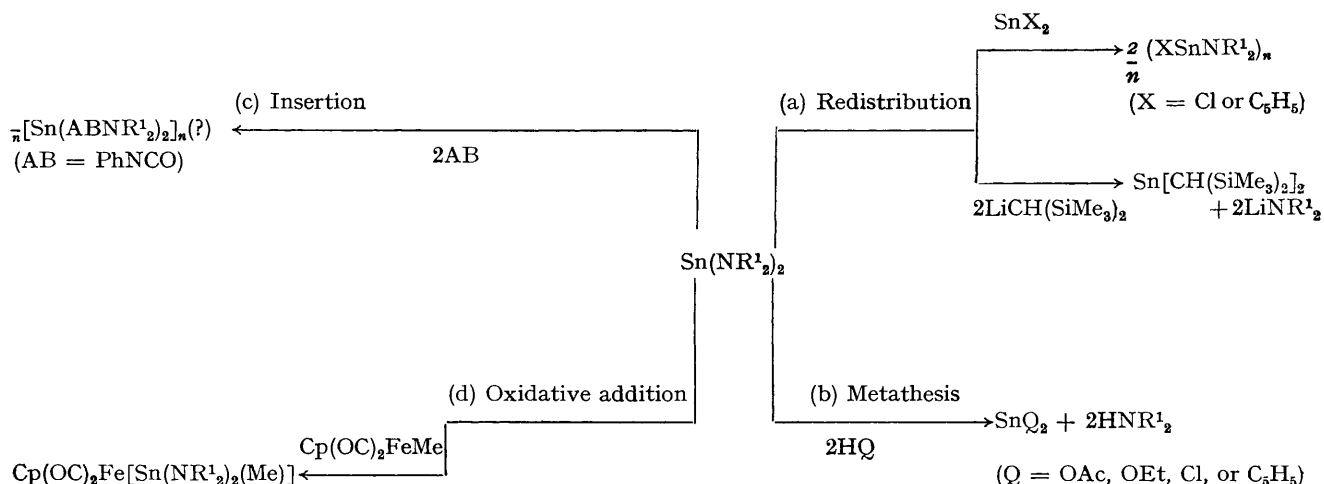 SnX₂
(c) Insertion
(a) Redistribution
2/n (XSnNR¹₂)ₙ
(X = Cl or C₅H₅)
n[Sn(ABNR¹₂)₂]ₙ(?)
(AB = PhNCO)
2AB
2LiCH(SiMe₃)₂
Sn[CH(SiMe₃)₂]₂
+ 2LiNR¹₂
Sn(NR¹₂)₂
(d) Oxidative addition
(b) Metathesis
Cp(OC)₂FeMe
2HQ
SnQ₂ + 2HNR¹₂
Cp(OC)₂Fe[Sn(NR¹₂)₂(Me)]
(Q = OAc, OEt, Cl, or C₅H₅)